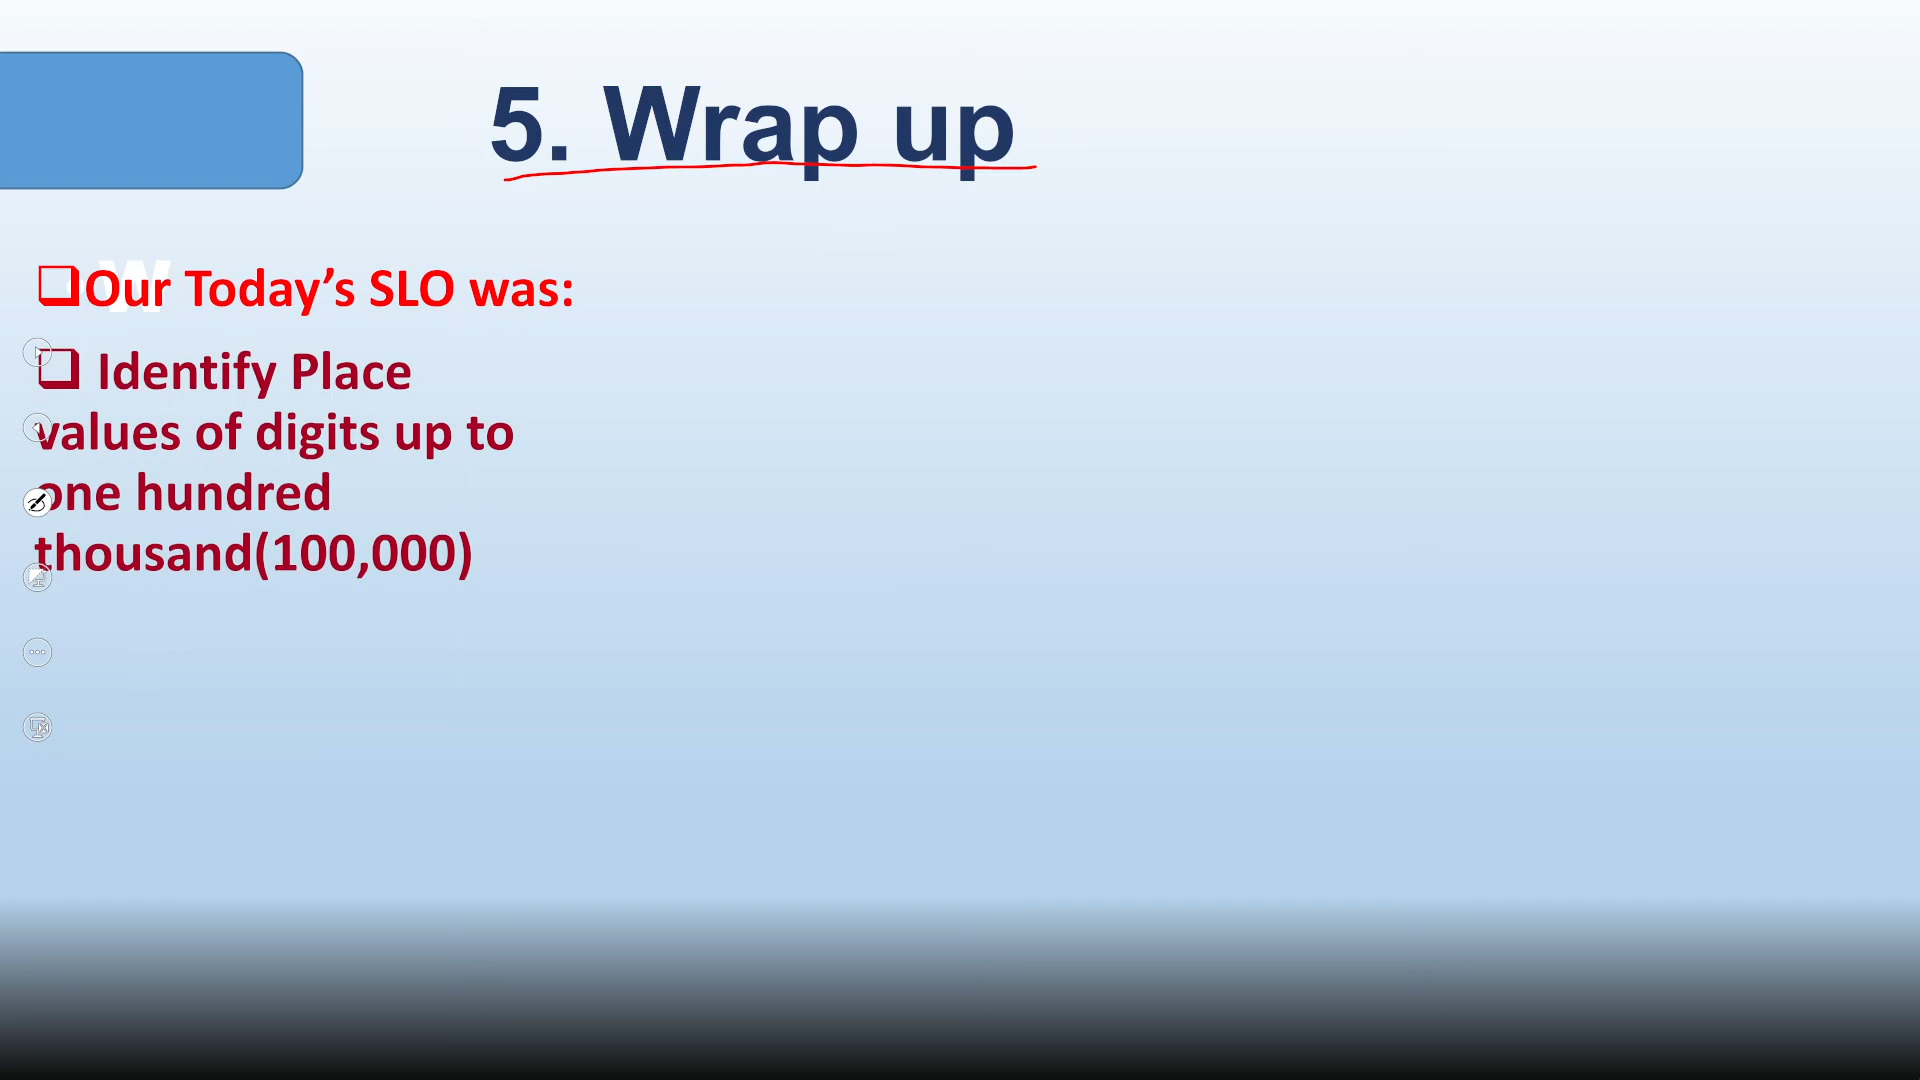 5. Wrap up
W
❑Our Today’s SLO was:
❑ Identify Place
values of digits up to
one hundred
thousand(100,000)